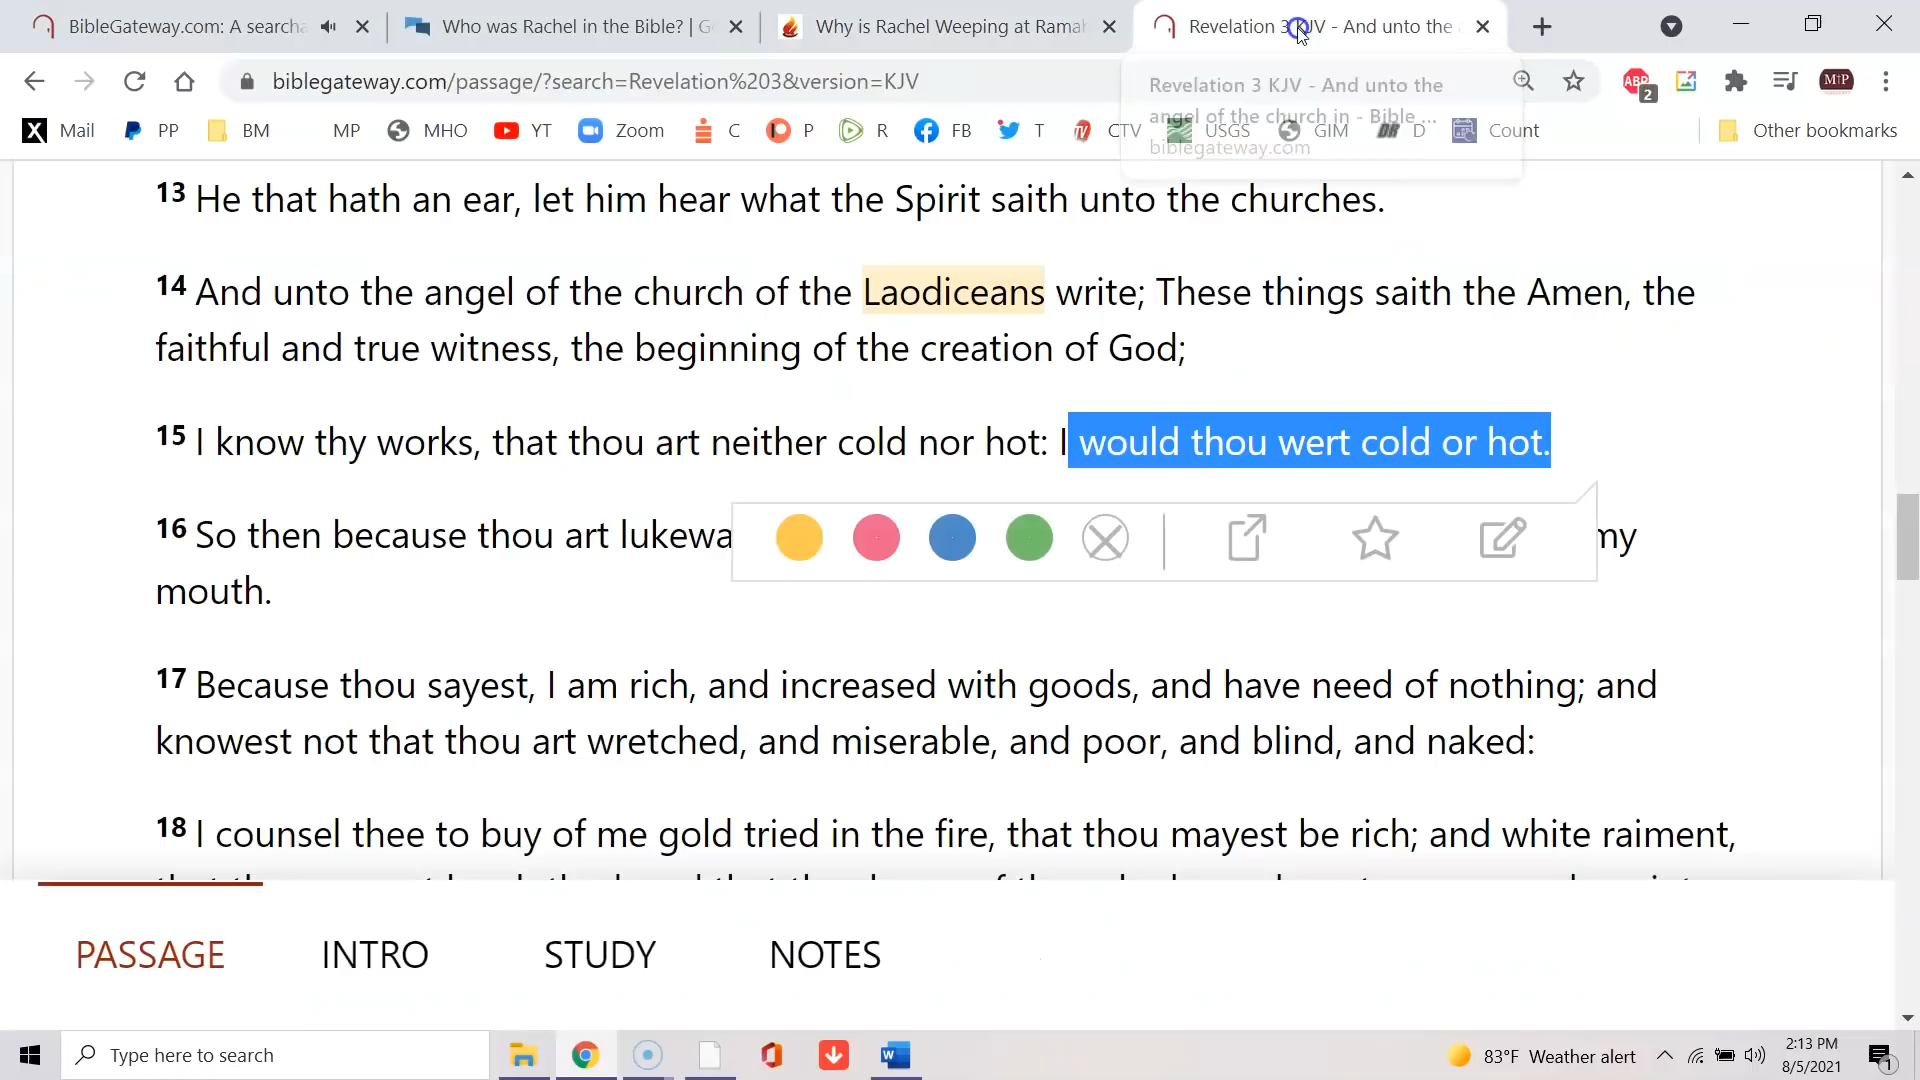 BibleGateway.com: A searcha
Who was Rachel in the Bible? | G
Why is Rachel Weeping at Ramah
Revelation 3 KJV - And unto the
biblegateway.com/passage/?search=Revelation%203&version=KJV
Revelation 3 KJV - And unto the
angel of the church in - Bible ...
biblegateway.com
ABP
2
M↑P
X Mail PP BM MP MHO YT Zoom C P R FB T CTV USGS GIM DR D Count Other bookmarks
13 He that hath an ear, let him hear what the Spirit saith unto the churches.
14 And unto the angel of the church of the Laodiceans write; These things saith the Amen, the
faithful and true witness, the beginning of the creation of God;
15 I know thy works, that thou art neither cold nor hot: I would thou wert cold or hot.
16 So then because thou art lukewa my
mouth.
17 Because thou sayest, I am rich, and increased with goods, and have need of nothing; and
knowest not that thou art wretched, and miserable, and poor, and blind, and naked:
18 I counsel thee to buy of me gold tried in the fire, that thou mayest be rich; and white raiment,
PASSAGE INTRO STUDY NOTES
Type here to search
W
83°F Weather alert
2:13 PM
8/5/2021
1